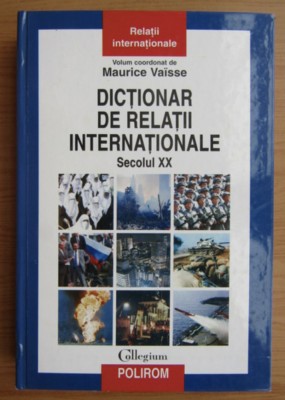 Relații
internaționale
Volum coordonat de
Maurice Vaïsse
DICȚIONAR
DE RELAȚII
INTERNAȚIONALE
Secolul XX
Collegium
POLIROM